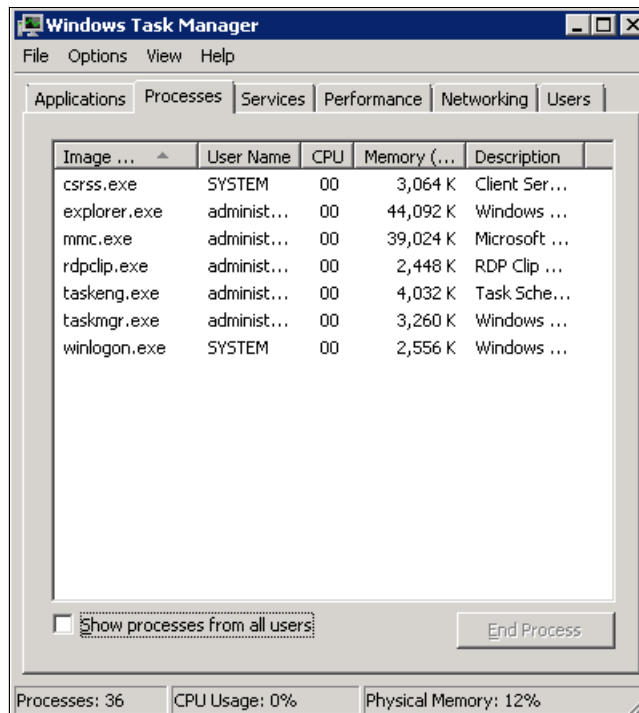 Windows Task Manager
File Options View Help
Applications Processes Services Performance Networking Users
Image ... User Name CPU Memory (... Description
csrss.exe SYSTEM 00 3,064 K Client Ser...
explorer.exe administ... 00 44,092 K Windows ...
mmc.exe administ... 00 39,024 K Microsoft ...
rdpclip.exe administ... 00 2,448 K RDP Clip ...
taskeng.exe administ... 00 4,032 K Task Sche...
taskmgr.exe administ... 00 3,260 K Windows ...
winlogon.exe SYSTEM 00 2,556 K Windows ...
Show processes from all users End Process
Processes: 36 CPU Usage: 0% Physical Memory: 12%